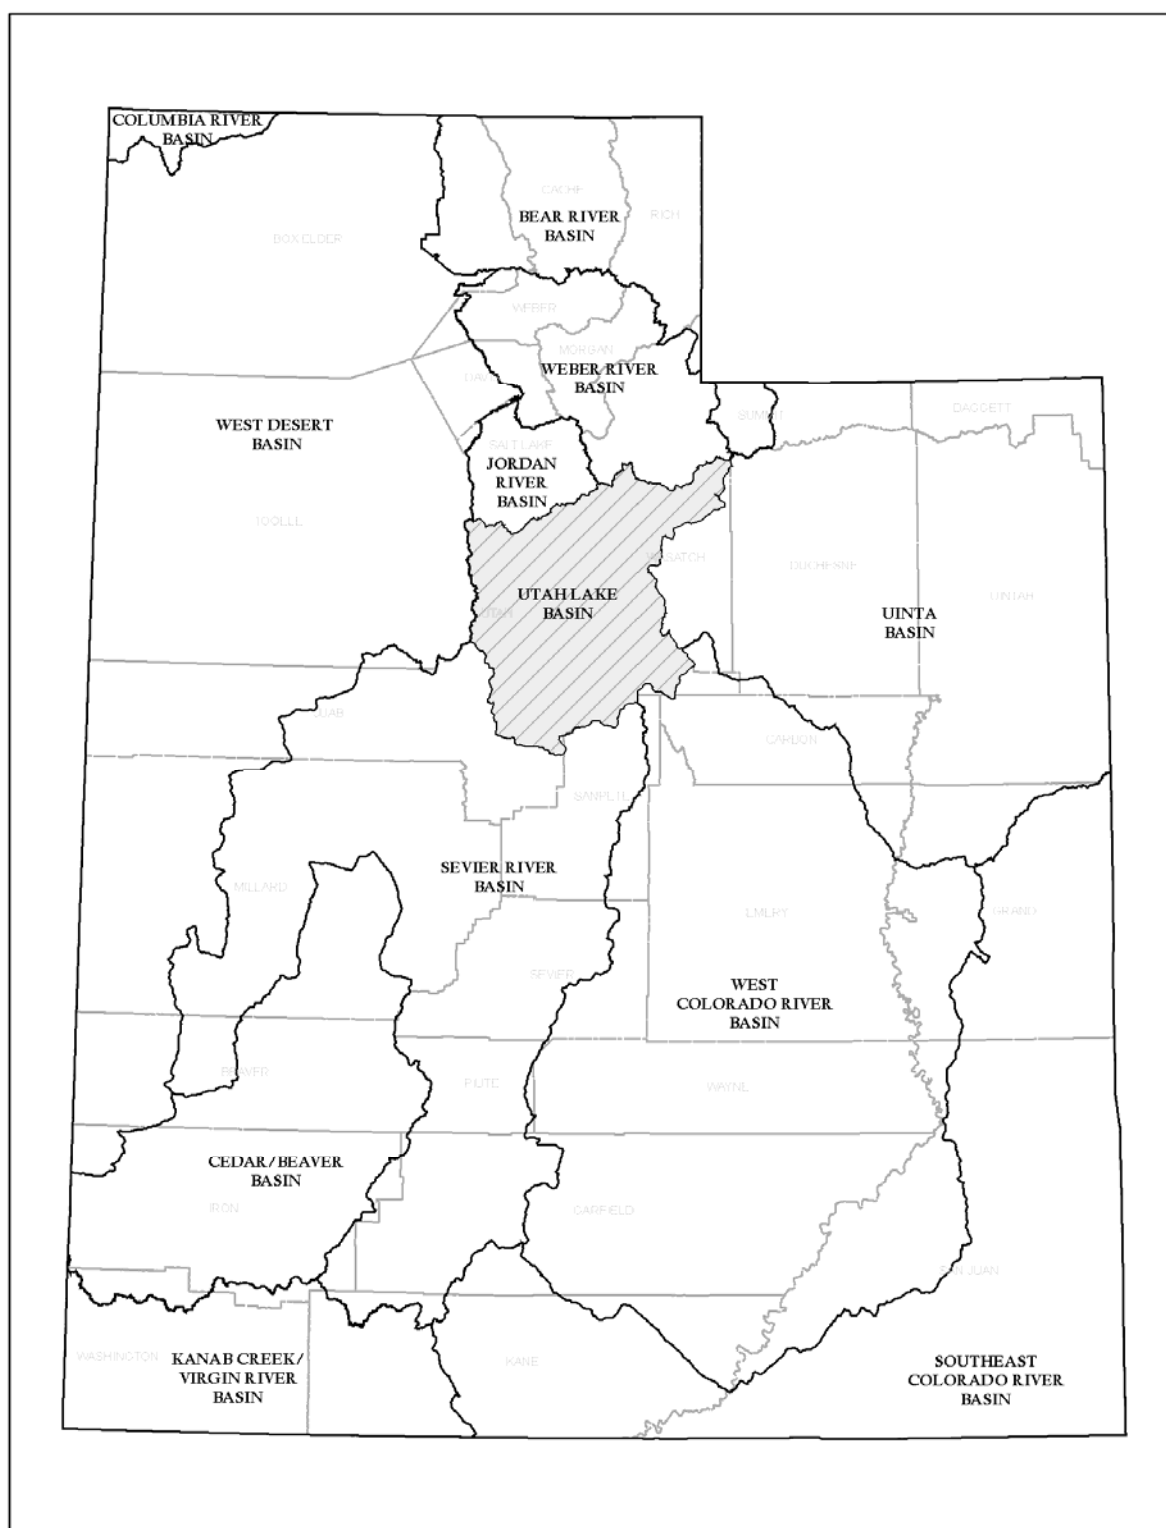 COLUMBIA RIVER
BASIN
CACHE
RICH
BEAR RIVER
BASIN
BOX ELDER
WEBER
MORGAN
WEBER RIVER
BASIN
DAVIS
SUMMIT
DAGGETT
WEST DESERT
BASIN
SALT LAKE
JORDAN
RIVER
BASIN
TOOELE
WASATCH
DUCHESNE
UINTAH
UTAH LAKE
BASIN
UTAH
UINTA
BASIN
JUAB
CARBON
SANPETE
SEVIER RIVER
BASIN
MILLARD
EMERY
GRAND
SEVIER
WEST
COLORADO RIVER
BASIN
BEAVER
PIUTE
WAYNE
CEDAR/BEAVER
BASIN
IRON
GARFIELD
SAN JUAN
WASHINGTON
KANAB CREEK/
VIRGIN RIVER
BASIN
KANE
SOUTHEAST
COLORADO RIVER
BASIN